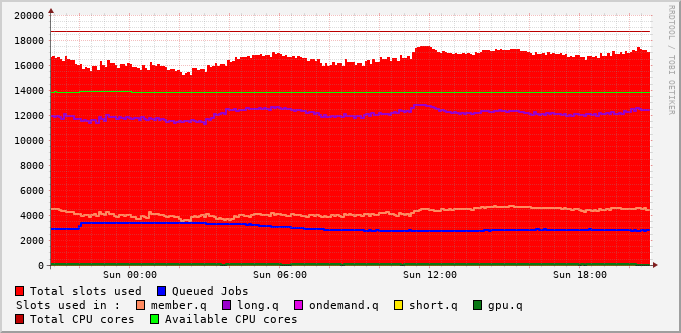 20000
18000
16000
14000
12000
10000
8000
6000
4000
2000
0
Sun 00:00 Sun 06:00 Sun 12:00 Sun 18:00
RRDTOOL / TOBI OETIKER
Total slots used Queued Jobs
Slots used in : member.q long.q ondemand.q short.q gpu.q
Total CPU cores Available CPU cores